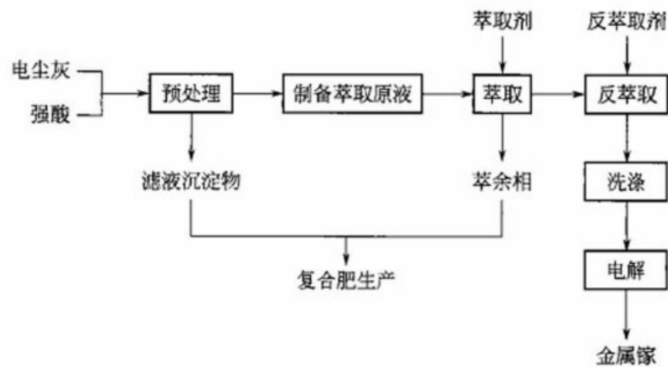 萃取剂
反萃取剂
电尘灰
强酸
预处理
制备萃取原液
萃取
反萃取
滤液沉淀物
萃余相
洗涤
复合肥生产
电解
金属镓